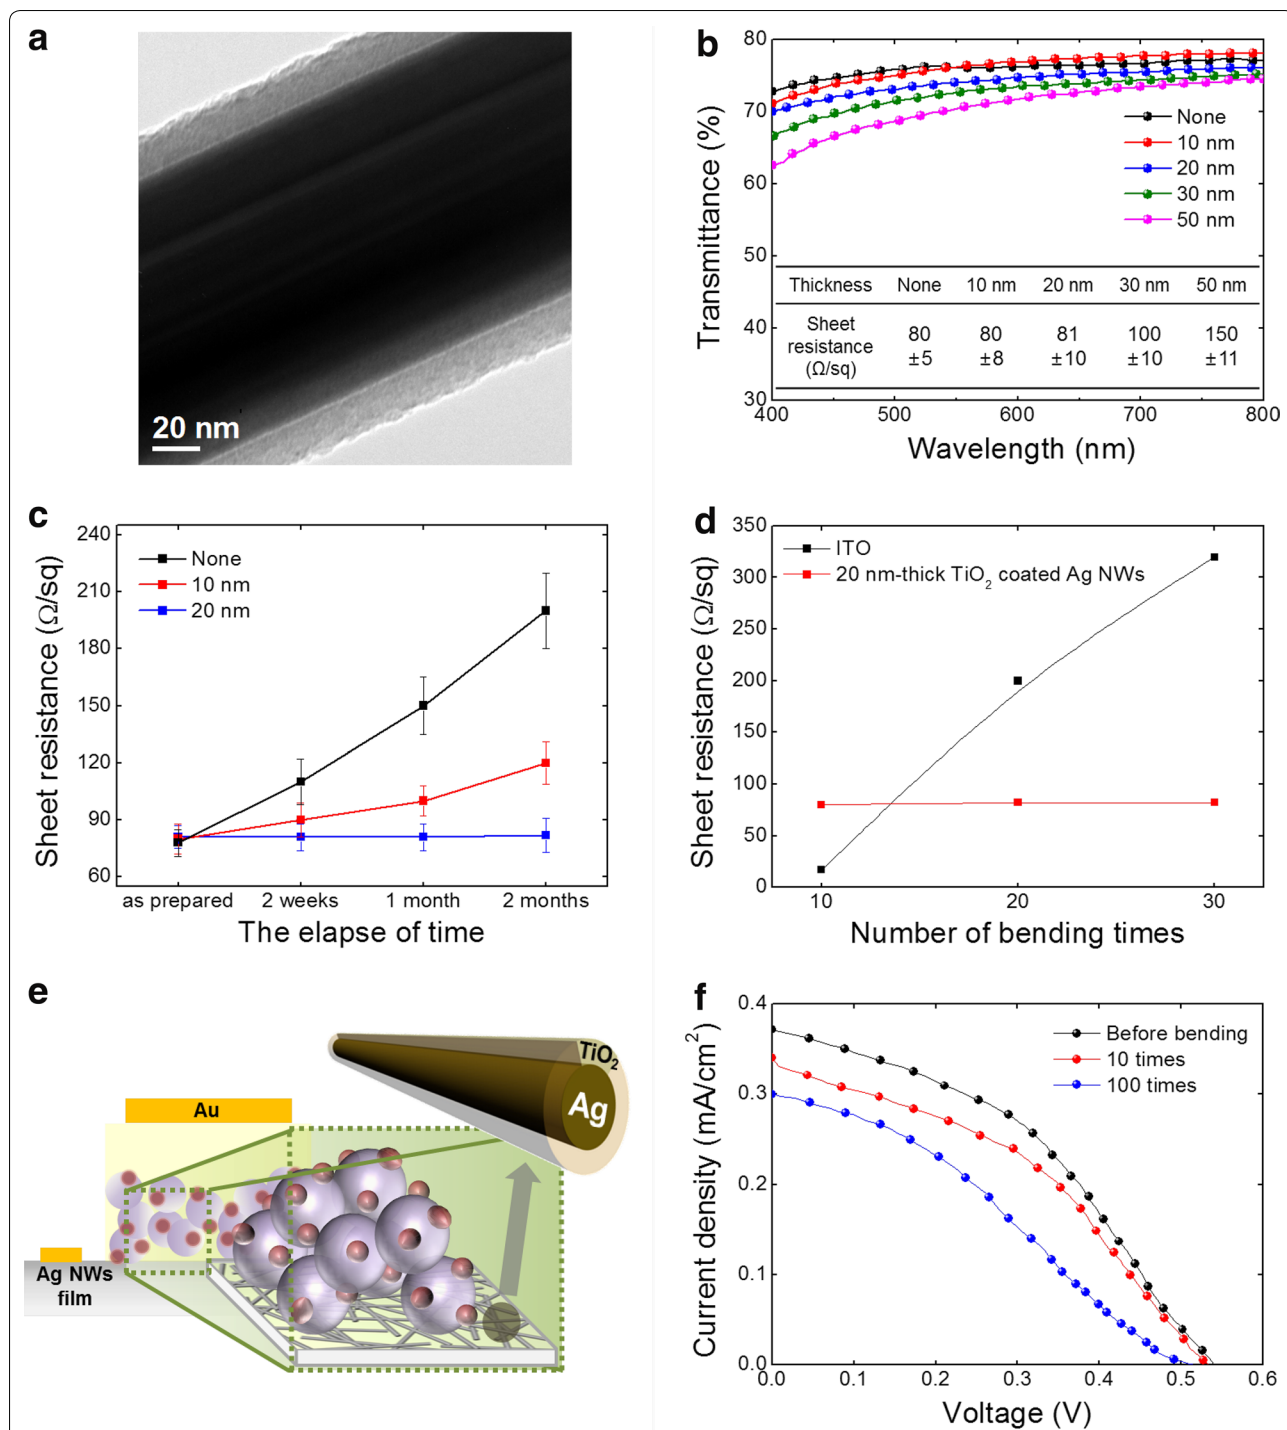 a
20 nm
b
80
70
60
50
40
30
Transmittance (%)
None
10 nm
20 nm
30 nm
50 nm
Thickness None 10 nm 20 nm 30 nm 50 nm
Sheet
resistance
(Ω/sq)
80 80 81 100 150
±5 ±8 ±10 ±10 ±11
400 500 600 700 800
Wavelength (nm)
c
240
210
180
150
120
90
60
Sheet resistance (Ω/sq)
None
10 nm
20 nm
as prepared 2 weeks 1 month 2 months
The elapse of time
d
350
300
250
200
150
100
50
0
Sheet resistance (Ω/sq)
ITO
20 nm-thick TiO2 coated Ag NWs
10 20 30
Number of bending times
e
TiO2
Ag
Au
Ag NWs
film
f
0.4
0.3
0.2
0.1
0.0
Current density (mA/cm²)
Before bending
10 times
100 times
0.0 0.1 0.2 0.3 0.4 0.5 0.6
Voltage (V)